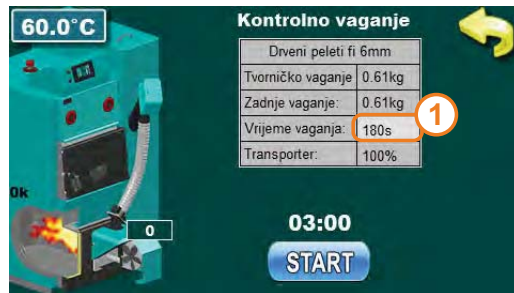 60.0°C
Kontrolno vaganje
Drveni peleti fi 6mm
Tvorničko vaganje 0.61kg
Zadnje vaganje: 0.61kg
Vrijeme vaganja: 180s
1
Transporter: 100%
0k
0
03:00
START